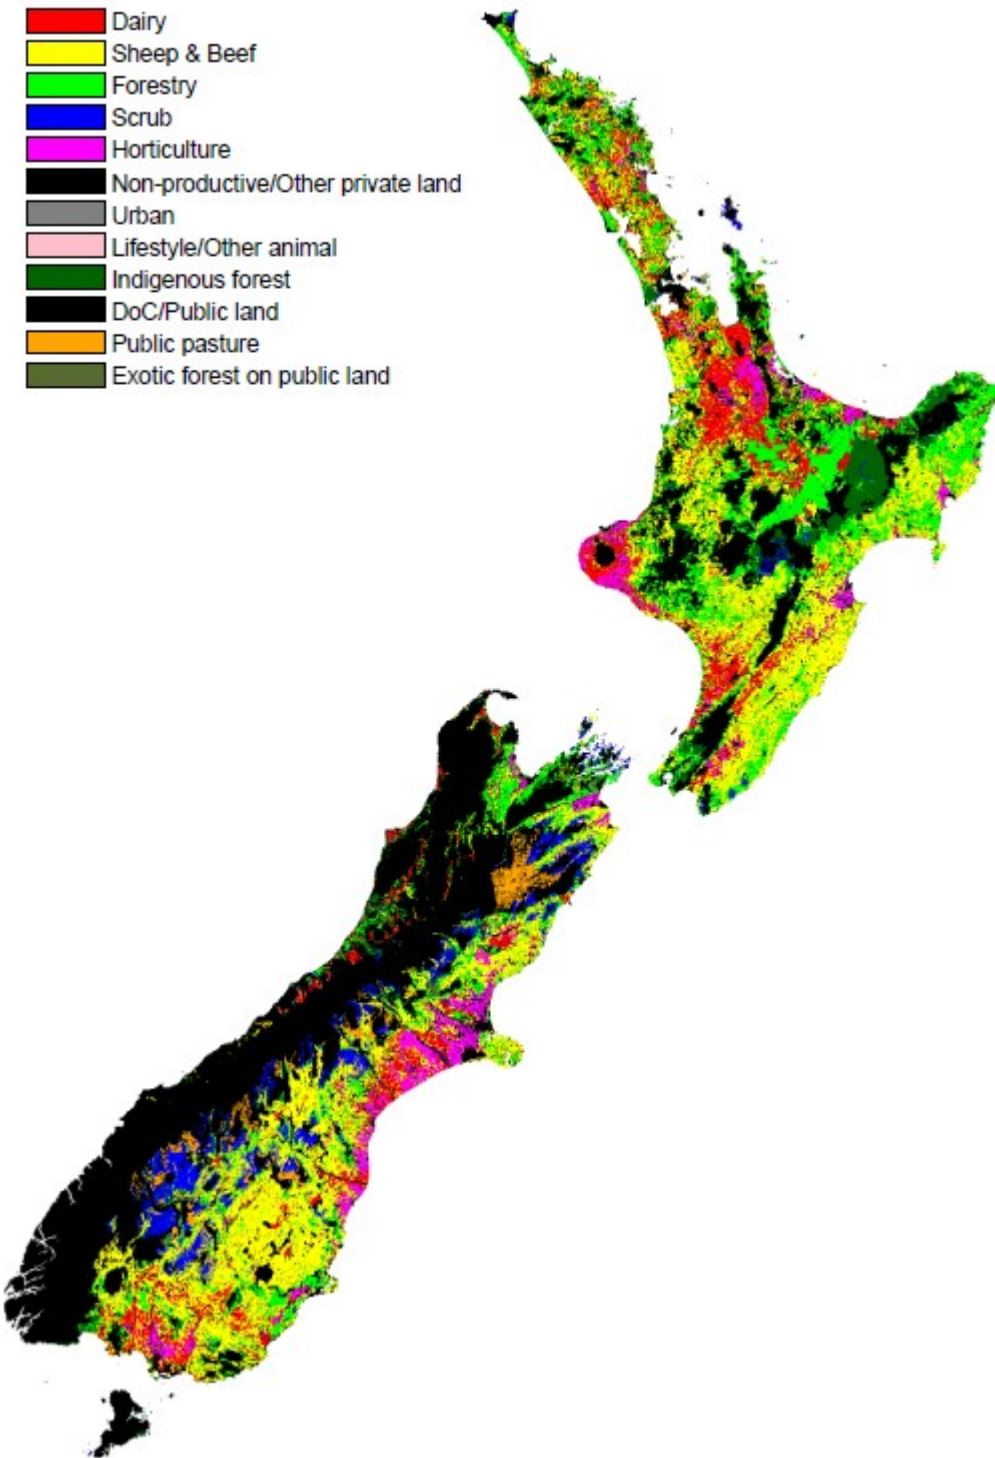 Dairy
Sheep & Beef
Forestry
Scrub
Horticulture
Non-productive/Other private land
Urban
Lifestyle/Other animal
Indigenous forest
DoC/Public land
Public pasture
Exotic forest on public land